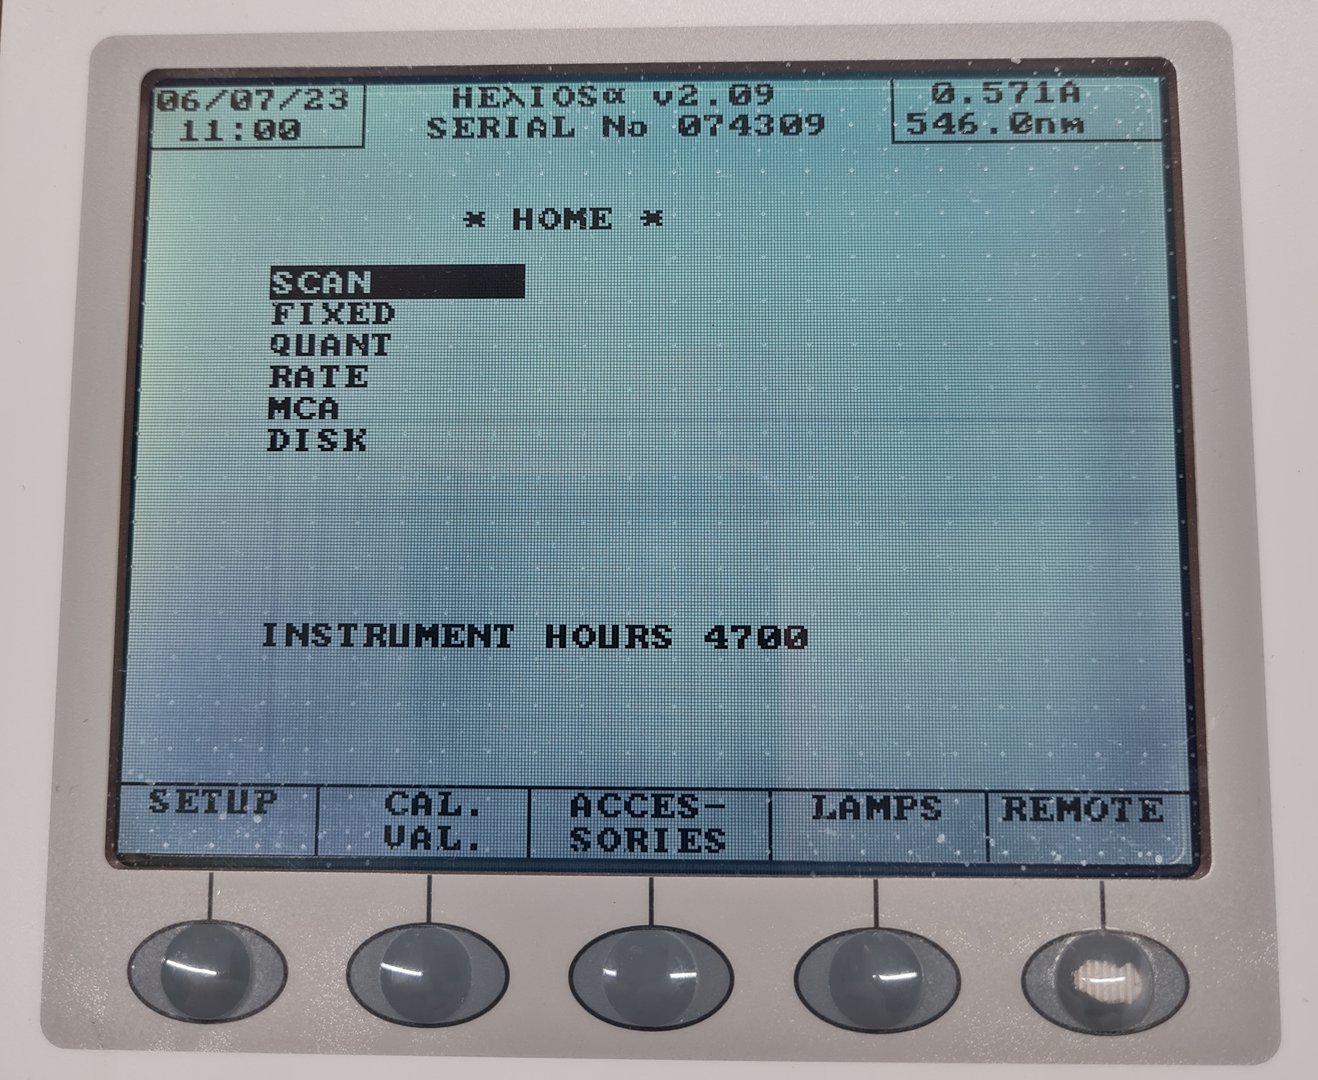 06/07/23
11:00
HEλIOSα v2.09
SERIAL No 074309
0.571A
546.0nm
* HOME *
SCAN
FIXED
QUANT
RATE
MCA
DISK
INSTRUMENT HOURS 4700
SETUP
CAL.
VAL.
ACCES-
SORIES
LAMPS
REMOTE